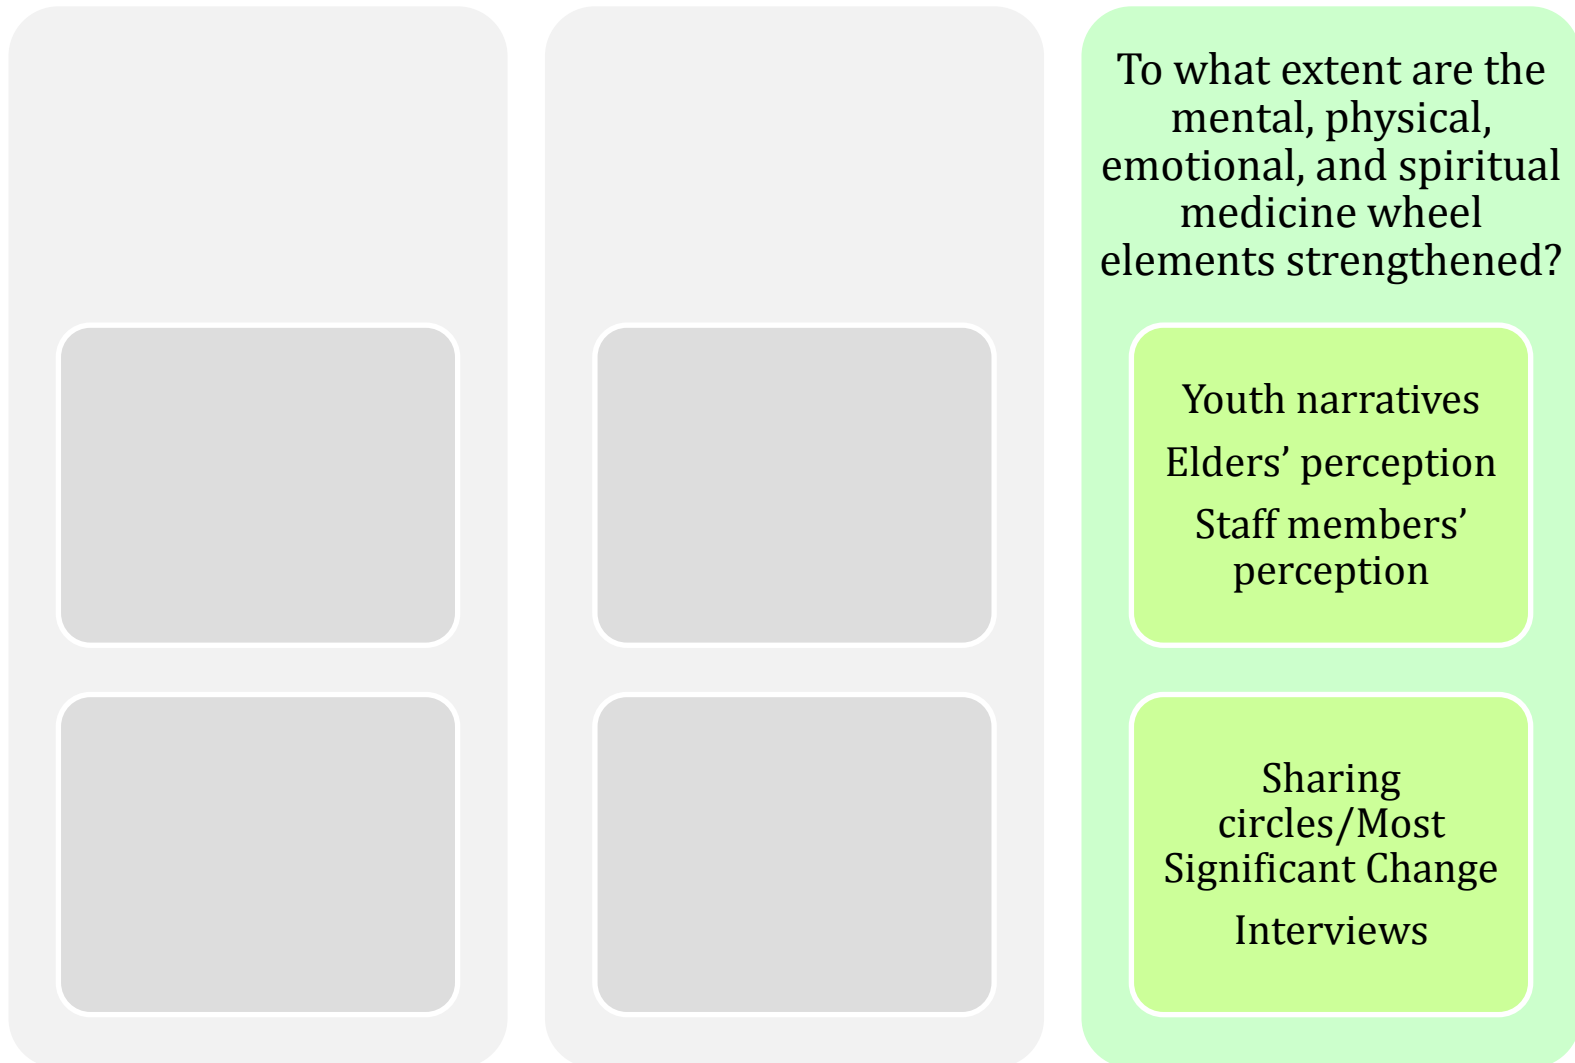 To what extent are the
mental, physical,
emotional, and spiritual
medicine wheel
elements strengthened?
Youth narratives
Elders’ perception
Staff members’
perception
Sharing
circles/Most
Significant Change
Interviews